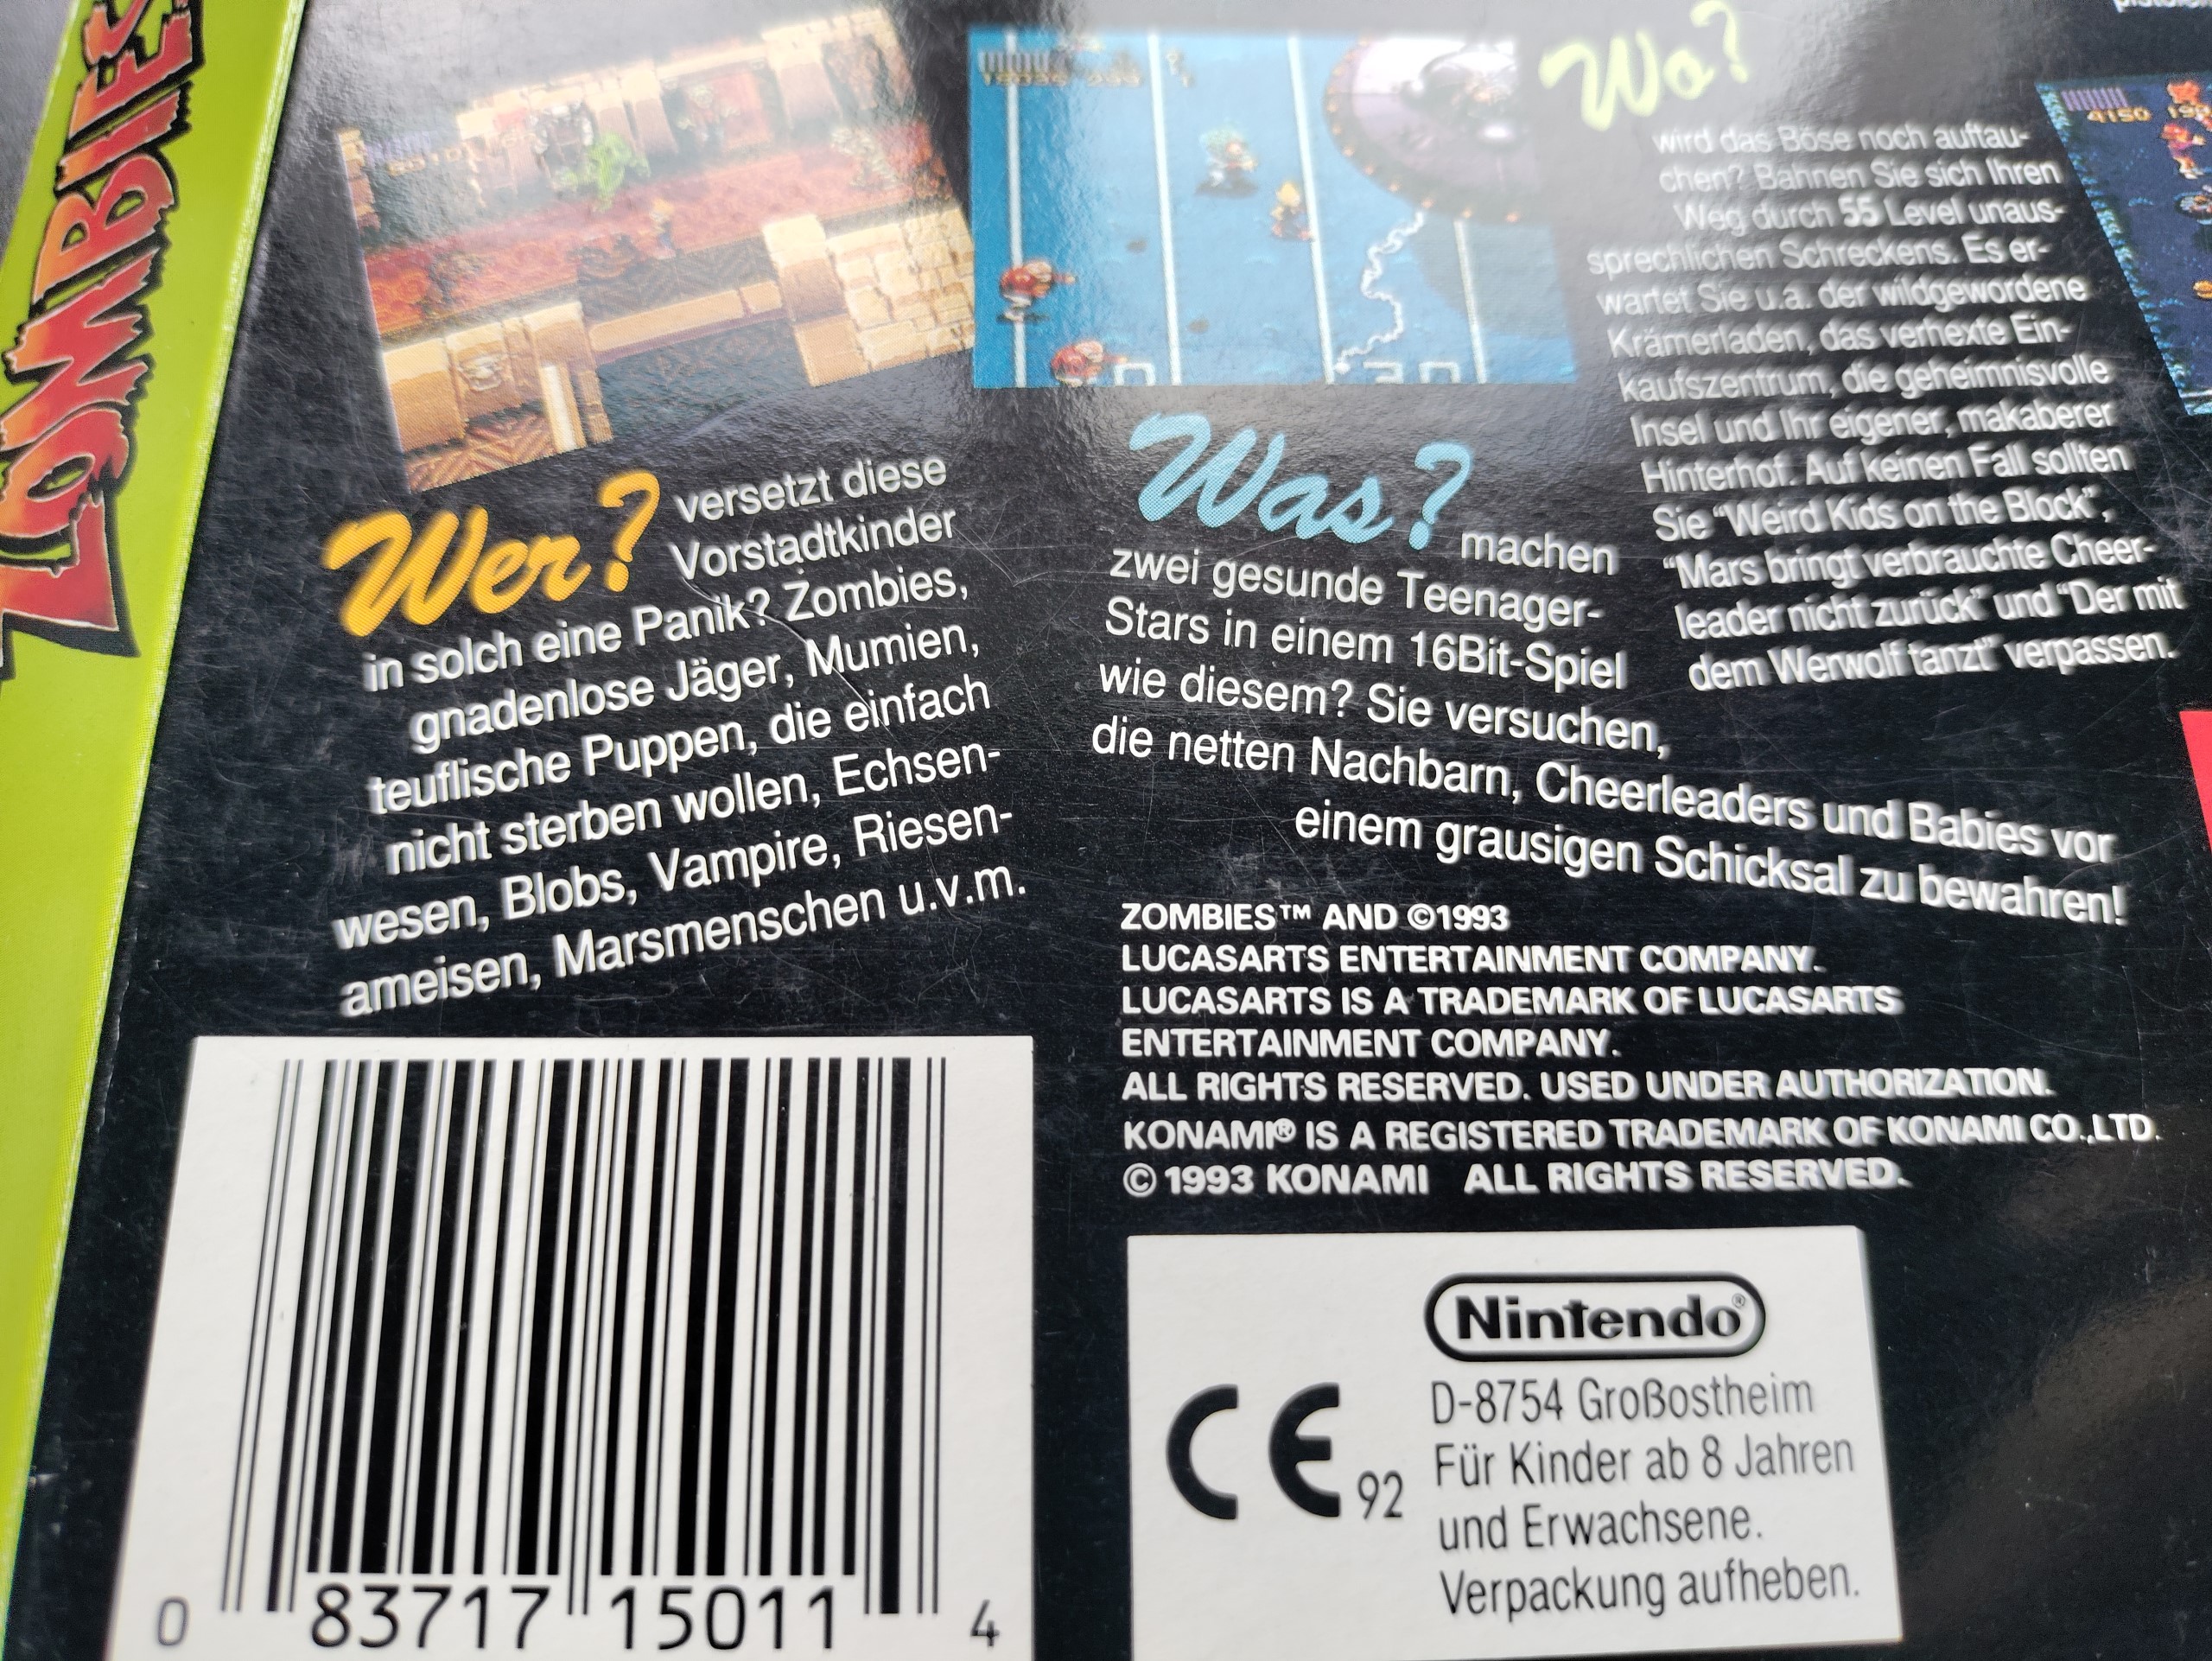 ZOMBIES
Wer? versetzt diese
Vorstadtkinder
in solch eine Panik? Zombies,
gnadenlose Jäger, Mumien,
teuflische Puppen, die einfach
nicht sterben wollen, Echsen-
wesen, Blobs, Vampire, Riesen-
ameisen, Marsmenschen u.v.m.
Was? machen
zwei gesunde Teenager-
Stars in einem 16Bit-Spiel
wie diesem? Sie versuchen,
die netten Nachbarn, Cheerleaders und Babies vor
einem grausigen Schicksal zu bewahren!
Wo?
wird das Böse noch auftau-
chen? Bahnen Sie sich Ihren
Weg durch 55 Level unaus-
sprechlichen Schreckens. Es er-
wartet Sie u.a. der wildgewordene
Krämerladen, das verhexte Ein-
kaufszentrum, die geheimnisvolle
Insel und Ihr eigener, makaberer
Hinterhof. Auf keinen Fall sollten
Sie "Weird Kids on the Block",
"Mars bringt verbrauchte Cheer-
leader nicht zurück" und "Der mit
dem Werwolf tanzt" verpassen.
4150
ZOMBIES™ AND ©1993
LUCASARTS ENTERTAINMENT COMPANY.
LUCASARTS IS A TRADEMARK OF LUCASARTS
ENTERTAINMENT COMPANY.
ALL RIGHTS RESERVED. USED UNDER AUTHORIZATION.
KONAMI® IS A REGISTERED TRADEMARK OF KONAMI CO.,LTD.
© 1993 KONAMI ALL RIGHTS RESERVED.
0 83717 15011 4
Nintendo®
CE 92
D-8754 Großostheim
Für Kinder ab 8 Jahren
und Erwachsene.
Verpackung aufheben.